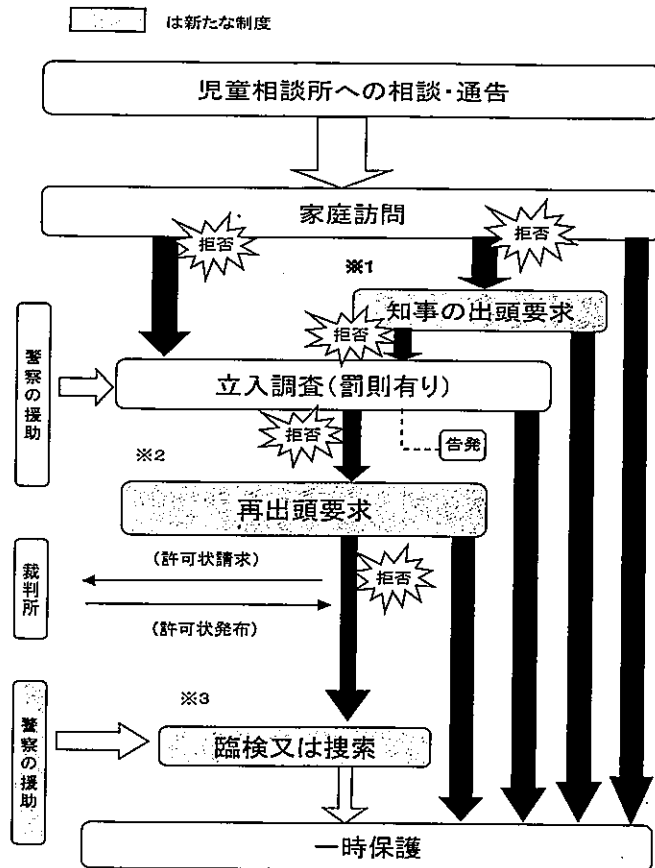 は新たな制度
児童相談所への相談・通告
家庭訪問
拒否
拒否
※1
知事の出頭要求
拒否
警察の援助
立入調査(罰則有り)
拒否
告発
※2
再出頭要求
裁判所
(許可状請求)
拒否
(許可状発布)
※3
警察の援助
臨検又は捜索
一時保護